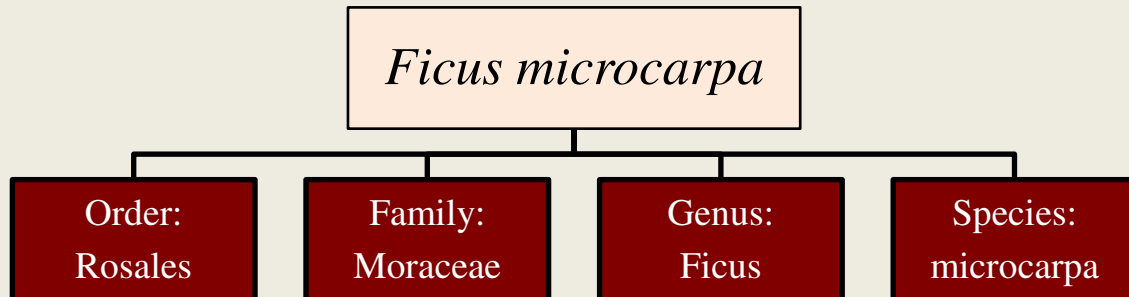 Ficus microcarpa
Order:
Rosales
Family:
Moraceae
Genus:
Ficus
Species:
microcarpa